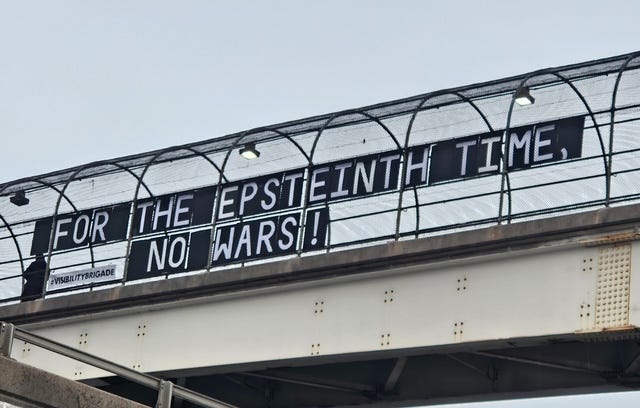 FOR THE EPSTEINTH TIME,
NO WARS!
#VISIBILITYBRIGADE